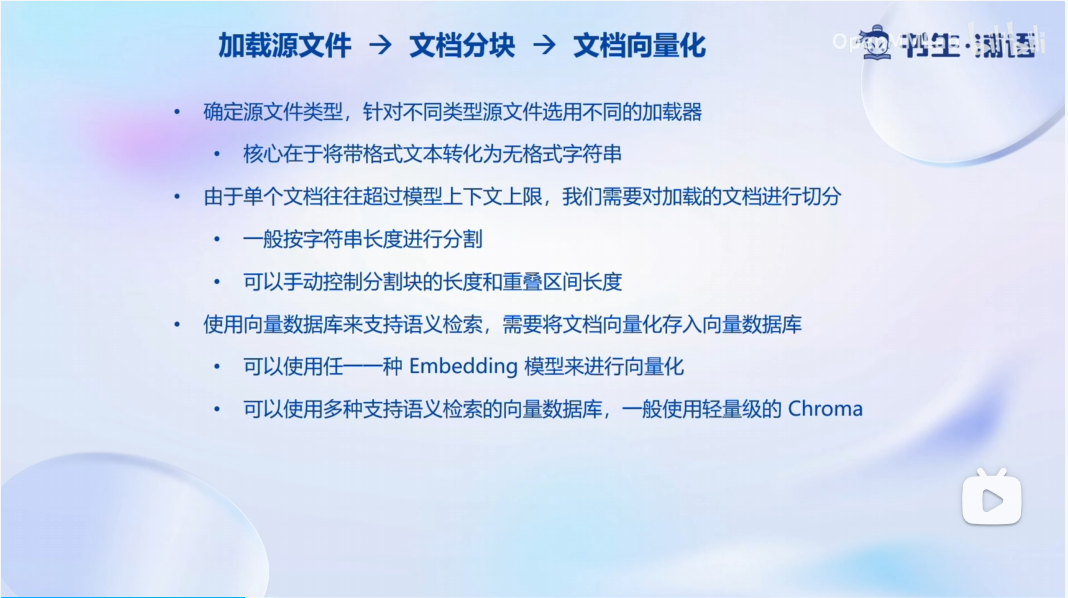 加载源文件 → 文档分块 → 文档向量化
书生·浦语
• 确定源文件类型，针对不同类型源文件选用不同的加载器
• 核心在于将带格式文本转化为无格式字符串
• 由于单个文档往往超过模型上下文上限，我们需要对加载的文档进行切分
• 一般按字符串长度进行分割
• 可以手动控制分割块的长度和重叠区间长度
• 使用向量数据库来支持语义检索，需要将文档向量化存入向量数据库
• 可以使用任一一种 Embedding 模型来进行向量化
• 可以使用多种支持语义检索的向量数据库，一般使用轻量级的 Chroma